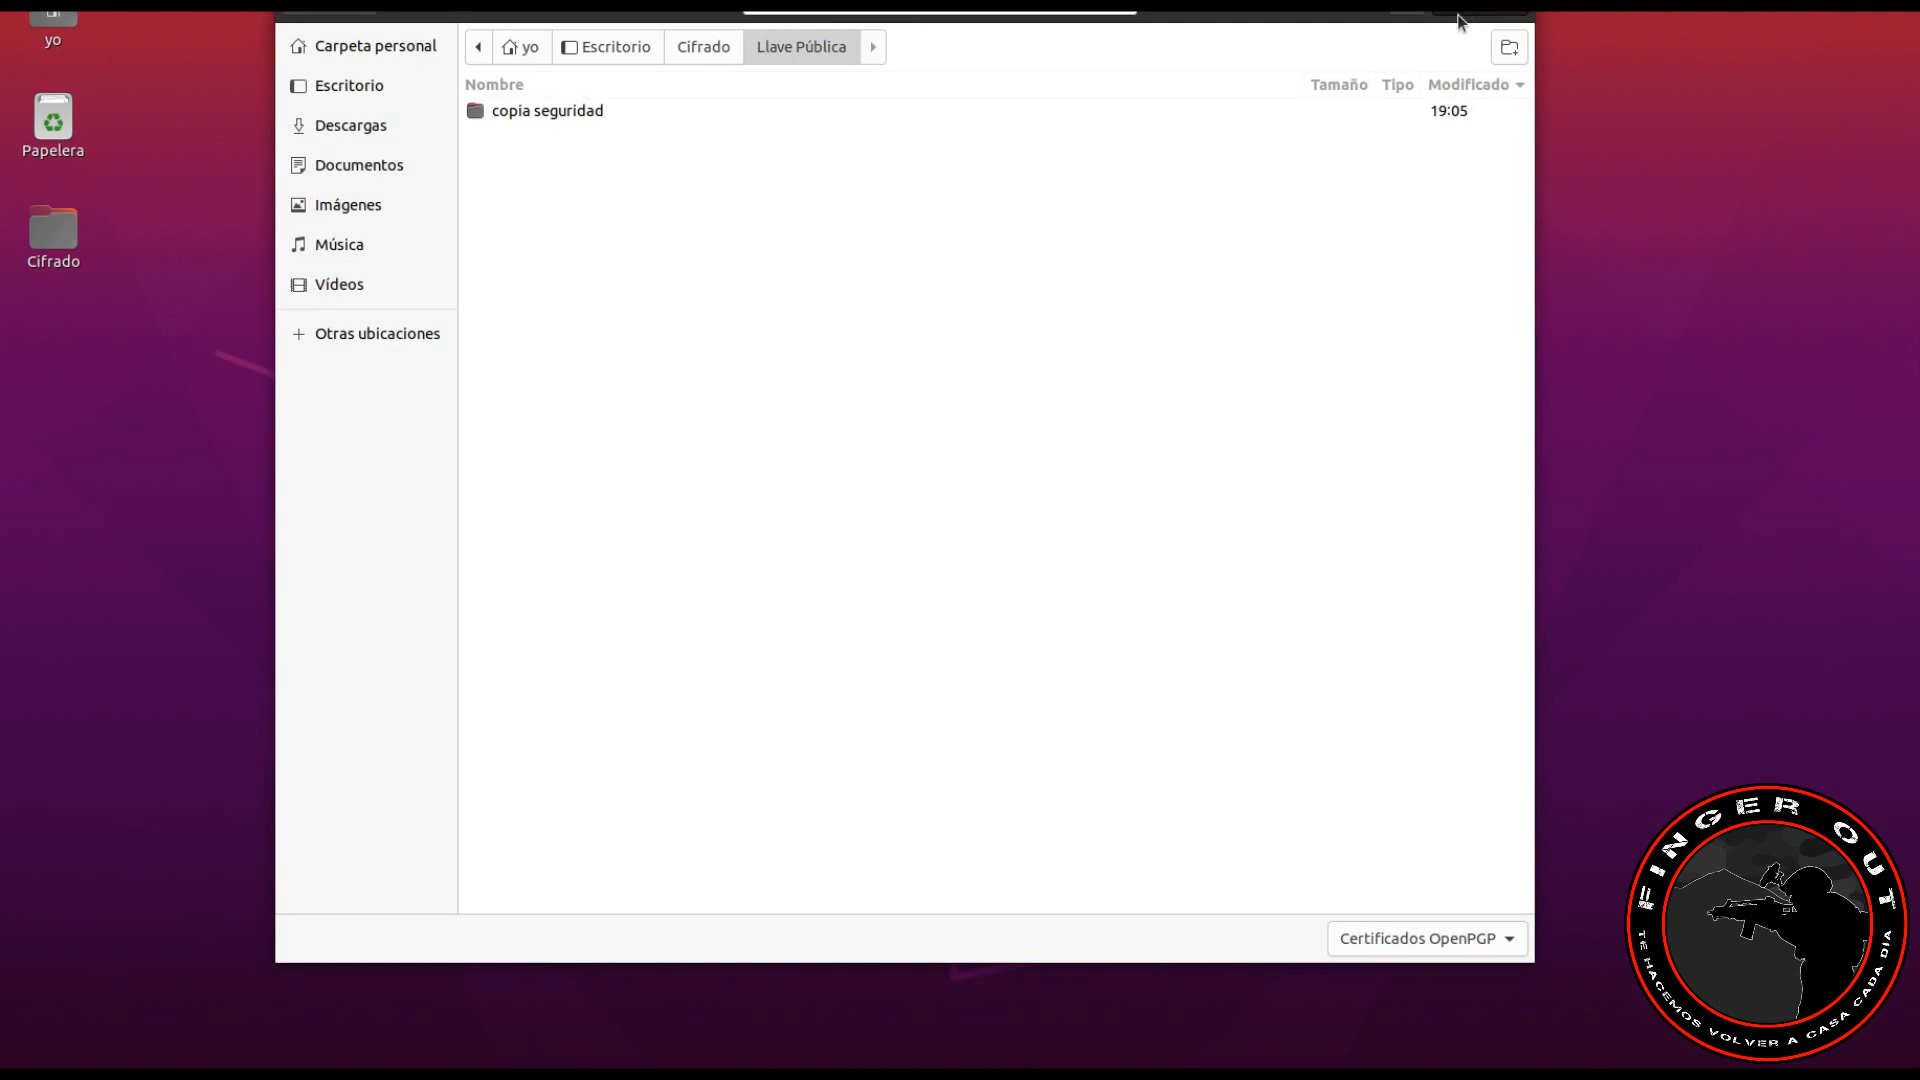 yo
Papelera
Cifrado
Carpeta personal
Escritorio
Descargas
Documentos
Imágenes
Música
Vídeos
Otras ubicaciones
yo Escritorio Cifrado Llave Pública
Nombre Tamaño Tipo Modificado
copia seguridad 19:05
Certificados OpenPGP
FINGER OUT
TE HACEMOS VOLVER A CASA CADA DIA